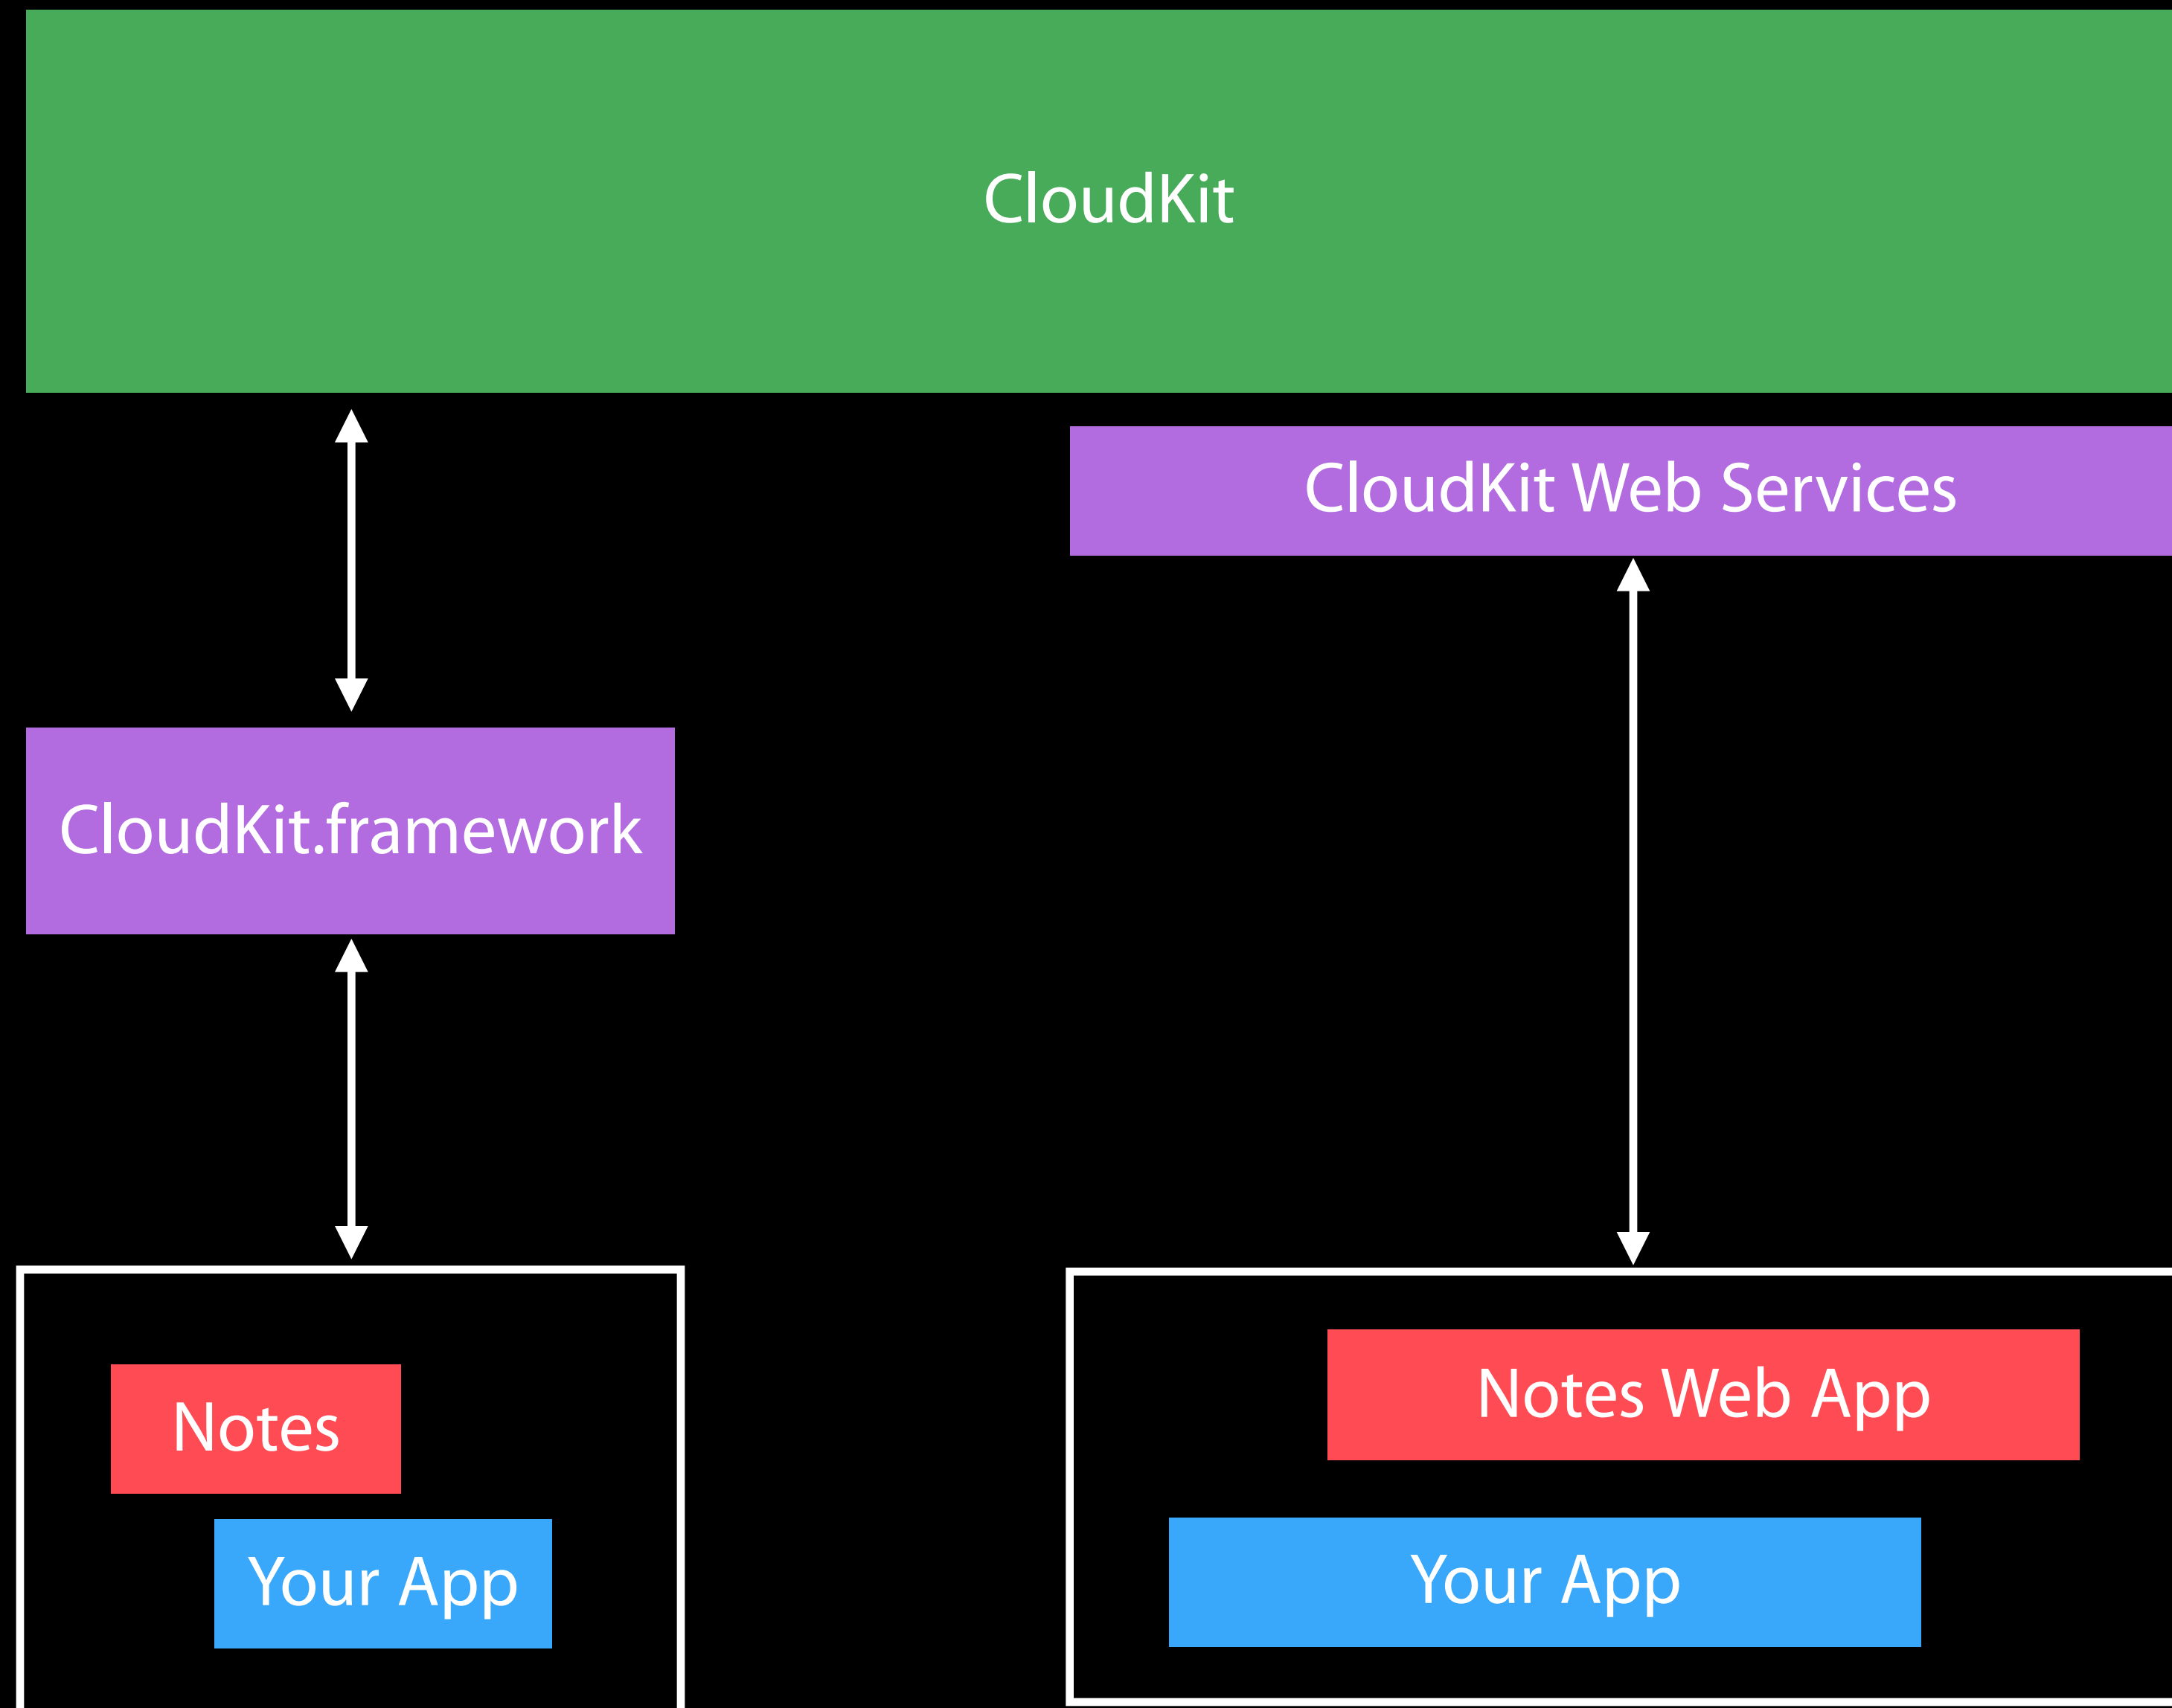 CloudKit
CloudKit Web Services
CloudKit.framework
Notes
Your App
Notes Web App
Your App